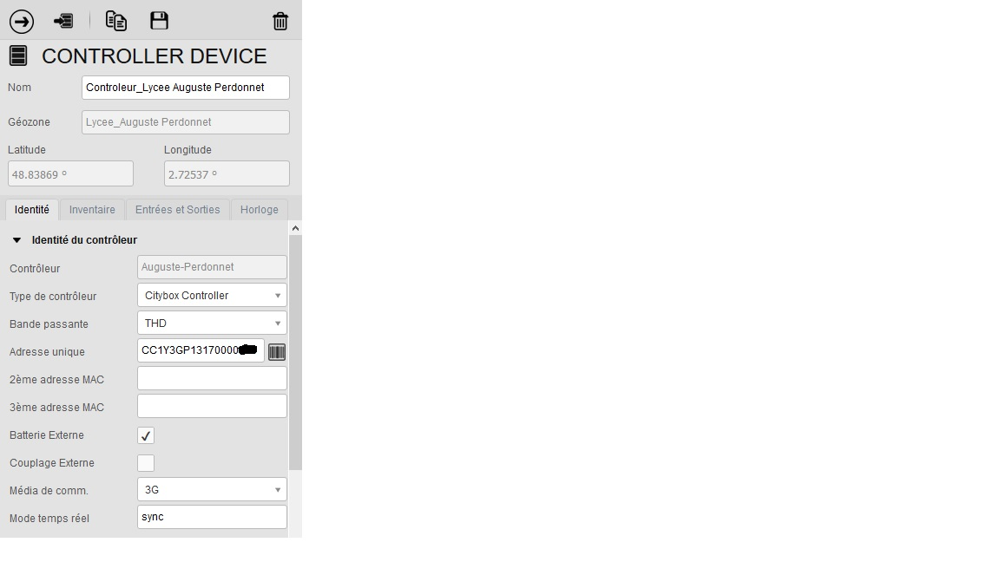 CONTROLLER DEVICE
Nom Controleur_Lycee Auguste Perdonnet
Géozone Lycee_Auguste Perdonnet
Latitude Longitude
48.83869 º 2.72537 º
Identité Inventaire Entrées et Sorties Horloge
Identité du contrôleur
Contrôleur Auguste-Perdonnet
Type de contrôleur Citybox Controller
Bande passante THD
Adresse unique CC1Y3GP13170000
2ème adresse MAC
3ème adresse MAC
Batterie Externe
Couplage Externe
Média de comm. 3G
Mode temps réel sync